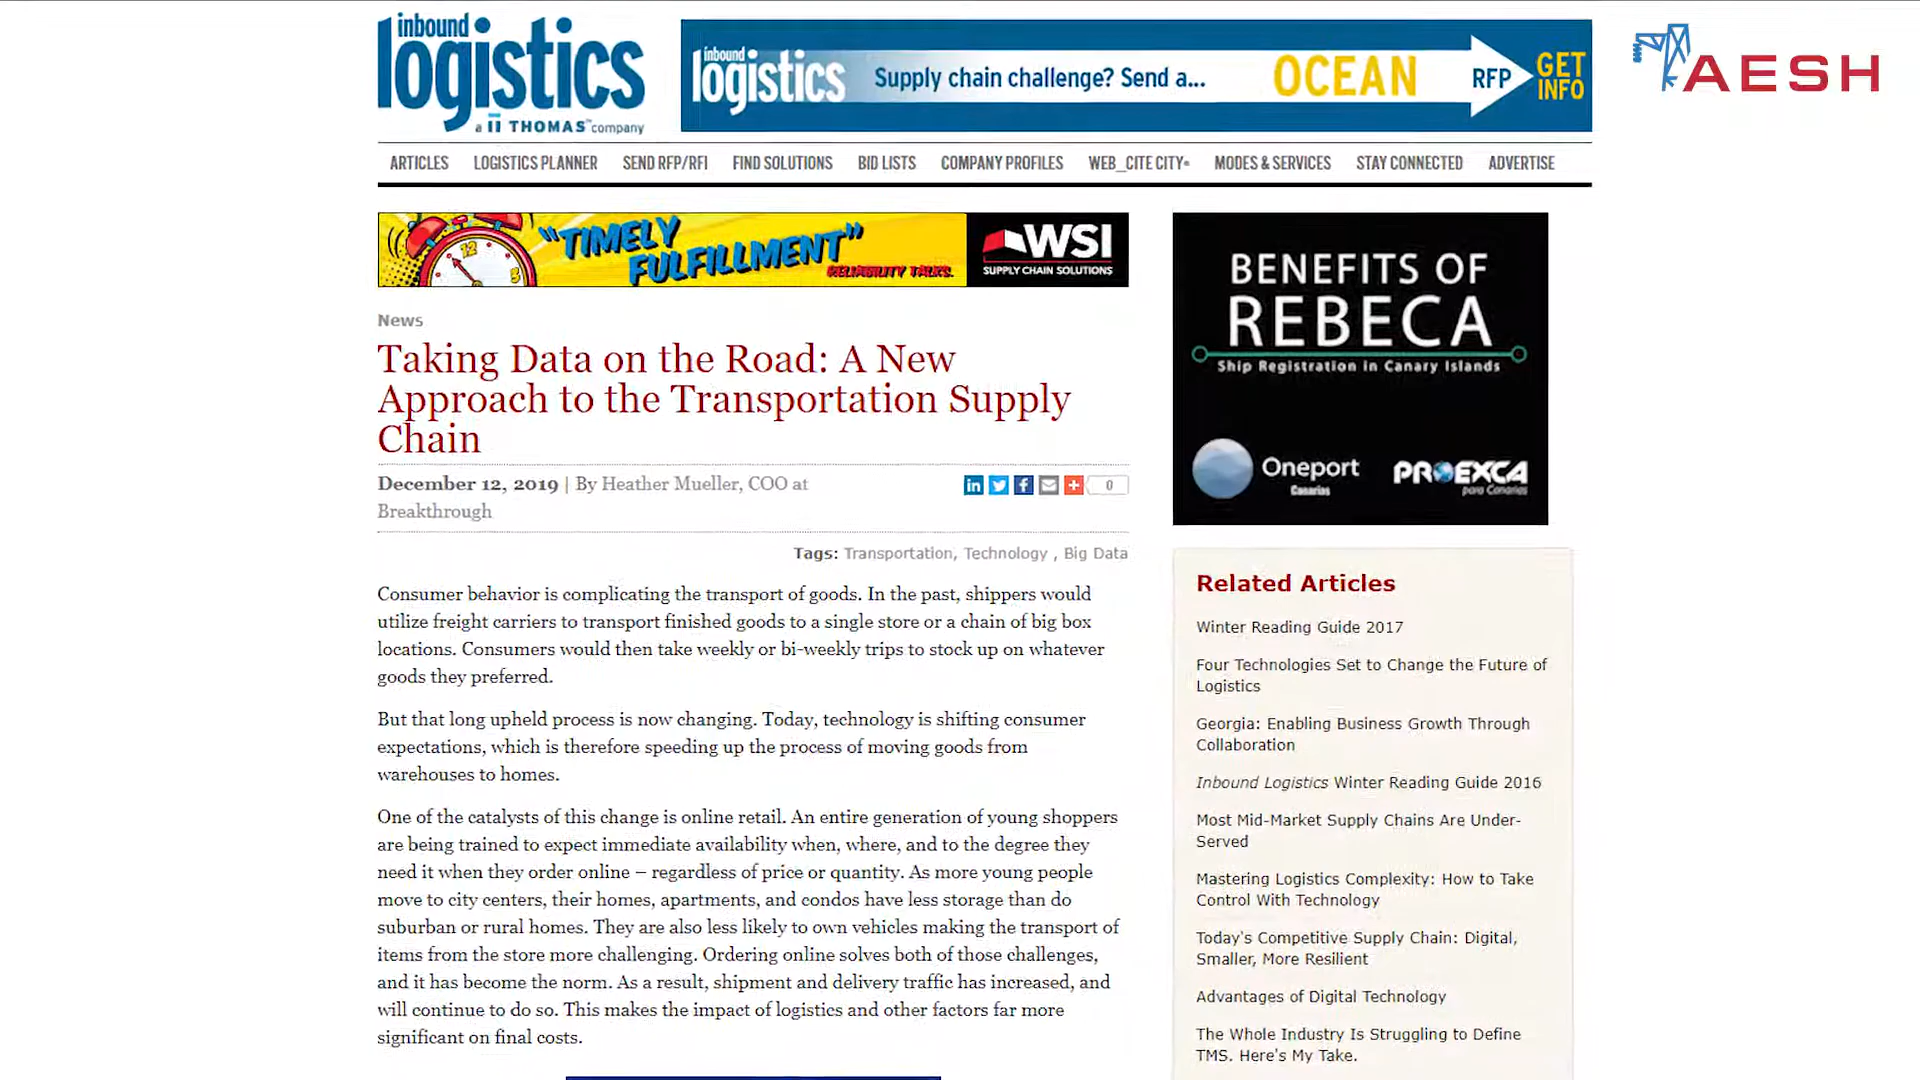 inbound
logistics
a THOMAS company
inbound
logistics
Supply chain challenge? Send a...
OCEAN
RFP
GET
INFO
AESH
ARTICLES
LOGISTICS PLANNER
SEND RFP/RFI
FIND SOLUTIONS
BID LISTS
COMPANY PROFILES
WEB_CITE CITY
MODES & SERVICES
STAY CONNECTED
ADVERTISE
"TIMELY
FULFILLMENT"
RELIABILITY TALKS.
WSI
SUPPLY CHAIN SOLUTIONS
News
Taking Data on the Road: A New
Approach to the Transportation Supply
Chain
December 12, 2019 | By Heather Mueller, COO at
Breakthrough
0
Tags: Transportation, Technology , Big Data
Consumer behavior is complicating the transport of goods. In the past, shippers would
utilize freight carriers to transport finished goods to a single store or a chain of big box
locations. Consumers would then take weekly or bi-weekly trips to stock up on whatever
goods they preferred.
But that long upheld process is now changing. Today, technology is shifting consumer
expectations, which is therefore speeding up the process of moving goods from
warehouses to homes.
One of the catalysts of this change is online retail. An entire generation of young shoppers
are being trained to expect immediate availability when, where, and to the degree they
need it when they order online – regardless of price or quantity. As more young people
move to city centers, their homes, apartments, and condos have less storage than do
suburban or rural homes. They are also less likely to own vehicles making the transport of
items from the store more challenging. Ordering online solves both of those challenges,
and it has become the norm. As a result, shipment and delivery traffic has increased, and
will continue to do so. This makes the impact of logistics and other factors far more
significant on final costs.
BENEFITS OF
REBECA
Ship Registration in Canary Islands
Oneport
Canarias
PROEXCA
para Canarias
Related Articles
Winter Reading Guide 2017
Four Technologies Set to Change the Future of
Logistics
Georgia: Enabling Business Growth Through
Collaboration
Inbound Logistics Winter Reading Guide 2016
Most Mid-Market Supply Chains Are Under-
Served
Mastering Logistics Complexity: How to Take
Control With Technology
Today's Competitive Supply Chain: Digital,
Smaller, More Resilient
Advantages of Digital Technology
The Whole Industry Is Struggling to Define
TMS. Here's My Take.